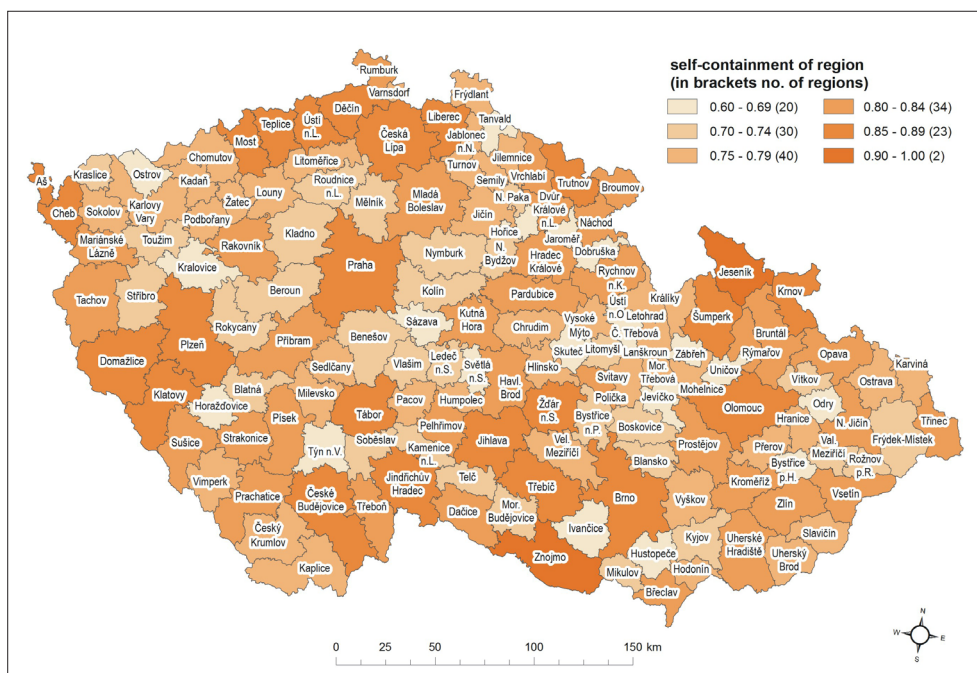 self-containment of region
(in brackets no. of regions)
0.60 - 0.69 (20)
0.80 - 0.84 (34)
0.70 - 0.74 (30)
0.85 - 0.89 (23)
0.75 - 0.79 (40)
0.90 - 1.00 (2)
Rumburk
Varnsdorf
Frýdlant
Děčín
Liberec
Tanvald
Teplice
Ústí
n.L.
Most
Česká
Lípa
Jablonec
n.N.
Jilemnice
Chomutov
Litoměřice
Turnov
Vrchlabí
Trutnov
Kraslice
Ostrov
Kadaň
Roudnice
n.L.
Semily
Broumov
Aš
Cheb
Sokolov
Karlovy
Vary
Žatec
Louny
Mělník
Mladá
Boleslav
N. Paka
Dvůr
Králové
n.L.
Jičín
Podbořany
Náchod
Mariánské
Lázně
Toužim
Rakovník
Kladno
Hořice
Jaroměř
Praha
Nymburk
N.
Bydžov
Hradec
Králové
Dobruška
Kralovice
Jeseník
Tachov
Stříbro
Beroun
Kolín
Rychnov
n.K.
Krnov
Pardubice
Ústí
n.O
Králíky
Letohrad
Šumperk
Rokycany
Sázava
Kutná
Hora
Chrudim
Vysoké
Mýto
Č. Třebová
Bruntál
Plzeň
Příbram
Benešov
Domažlice
Vlašim
Ledeč
n.S.
Světlá
n.S.
Hlinsko
Skuteč
Litomyšl
Lanškroun
Zábřeh
Rýmařov
Opava
Karviná
Sedlčany
Mor.
Třebová
Uničov
Vítkov
Ostrava
Klatovy
Blatná
Milevsko
Havl.
Brod
Svitavy
Mohelnice
Horažďovice
Tábor
Pacov
Humpolec
Žďár
n.S.
Polička
Jevíčko
Olomouc
Odry
Písek
Pelhřimov
Bystřice
n.P.
Hranice
N. Jičín
Třinec
Sušice
Strakonice
Týn n.V.
Soběslav
Kamenice
n.L.
Jihlava
Vel.
Meziříčí
Boskovice
Prostějov
Přerov
Val.
Meziříčí
Frýdek-Místek
Blansko
Bystřice
p.H.
Rožnov
p.R.
Vimperk
Prachatice
České
Budějovice
Jindřichův
Hradec
Telč
Třebíč
Brno
Kroměříž
Vsetín
Třeboň
Dačice
Mor.
Budějovice
Vyškov
Zlín
Český
Krumlov
Ivančice
Kyjov
Uherské
Hradiště
Slavičín
Kaplice
Znojmo
Hustopeče
Uherský
Brod
Mikulov
Hodonín
Břeclav
N
W
E
S
0
25
50
100
150 km